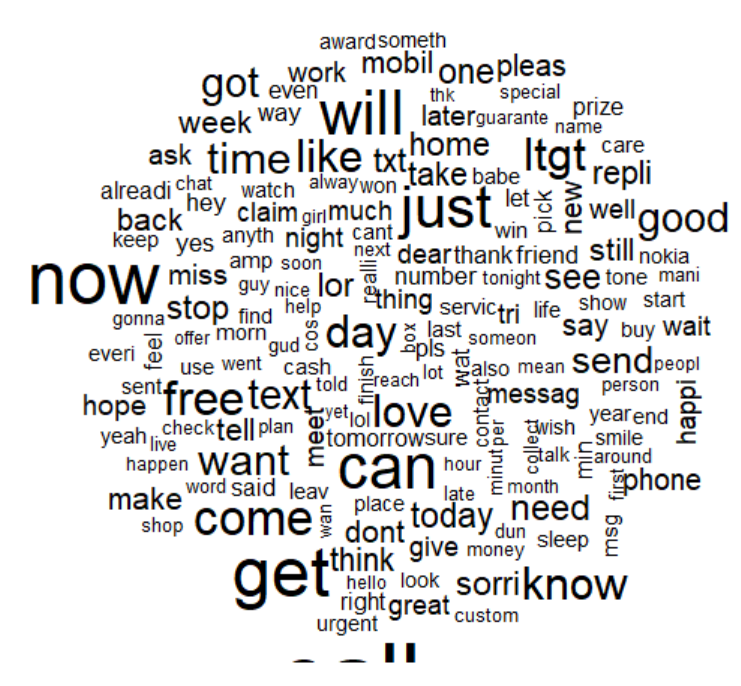 award someth
got work mobil one pleas
even thk special
week way will later guarante prize
name
ask time like txt home ltgt care
take babe repli
alreadi chat watch alway won just let pick new
hey claim girl much win well good
back
keep yes anyth night cant
next dear thank friend still nokia
now miss amp soon lor realli number tonight see tone mani
guy nice thing
stop find help servic tri life show start
gonna
offer morn cos day box last someon say buy wait
everi feel gud pls wat
use went cash finish reach lot also mean send peopl
sent free text told contact messag person
hope yet lol love happi
yeah check tell plan meet tomorrow sure per collect wish year end
live talk min smile
happen want can hour minut around
word said leav late month first phone
make
shop come wan place today need msg
dont dun
get think give money sleep
hello look sorri know
right great custom
urgent